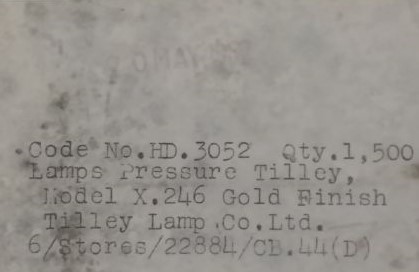 Code No.HD.3052 Qty.1,500
Lamps Pressure Tilley,
Model X.246 Gold Finish
Tilley Lamp Co.Ltd.
6/Stores/22884/CB.44(D)